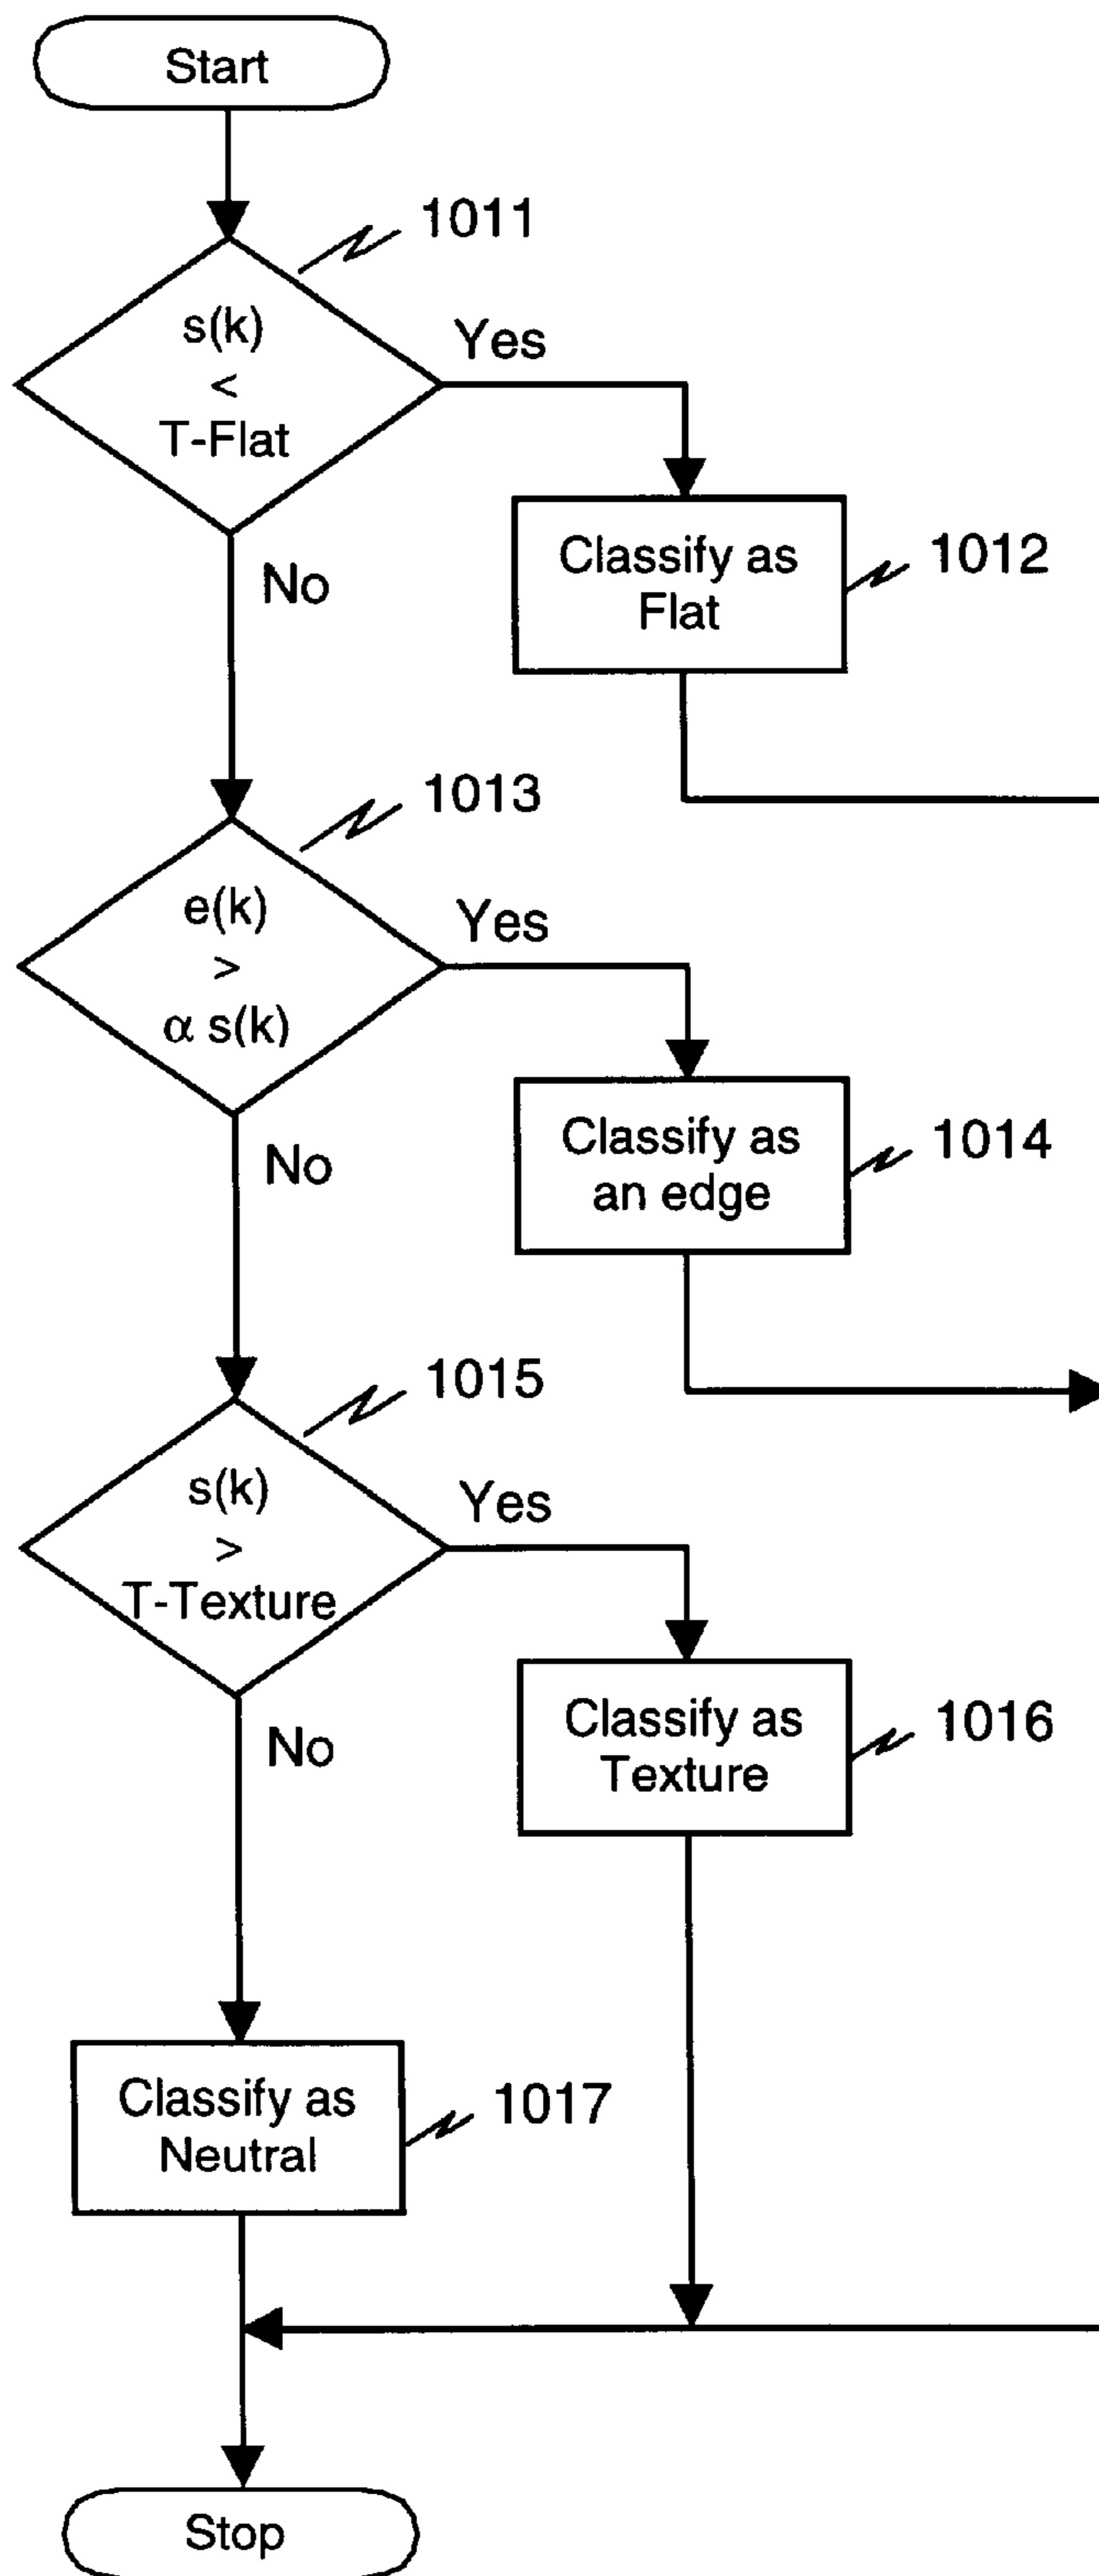 Start
1011
s(k)
<
T-Flat
Yes
Classify as
Flat
1012
No
1013
e(k)
>
α s(k)
Yes
Classify as
an edge
1014
No
1015
s(k)
>
T-Texture
Yes
Classify as
Texture
1016
No
Classify as
Neutral
1017
Stop